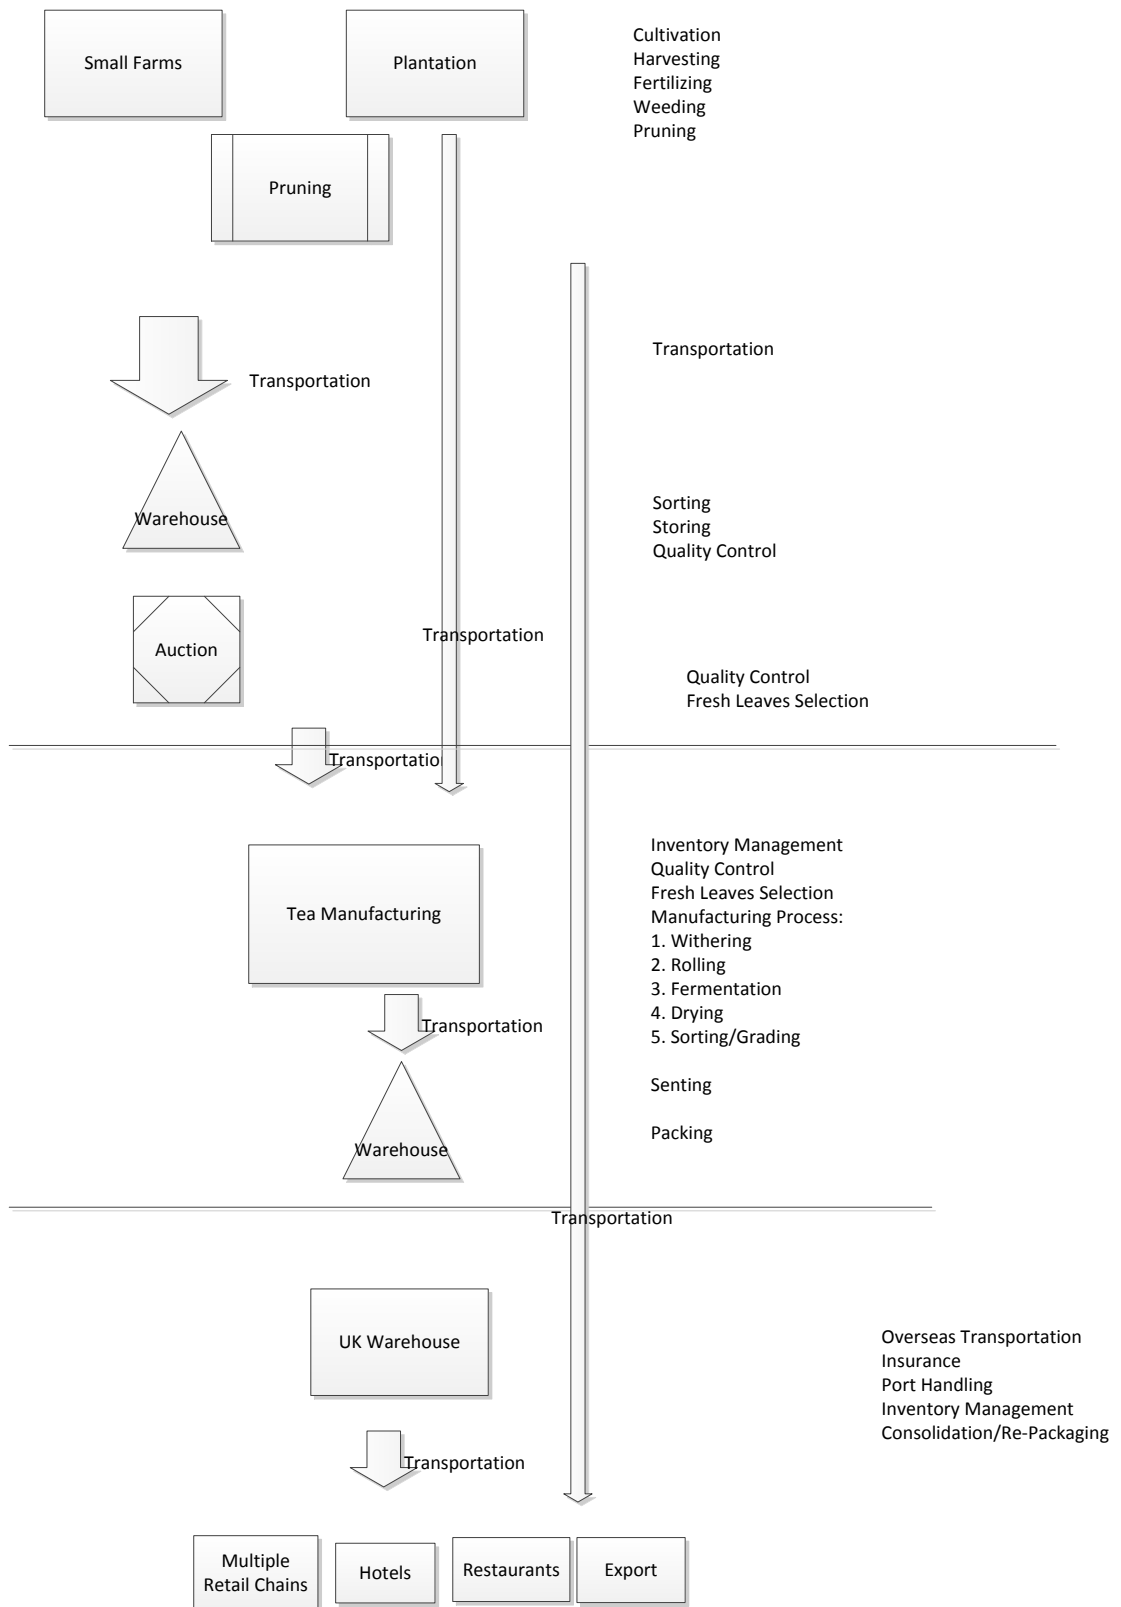 Small Farms
Plantation
Cultivation
Harvesting
Fertilizing
Weeding
Pruning
Pruning
Transportation
Transportation
Warehouse
Sorting
Storing
Quality Control
Auction
Transportation
Quality Control
Fresh Leaves Selection
Transportatio
Tea Manufacturing
Inventory Management
Quality Control
Fresh Leaves Selection
Manufacturing Process:
1. Withering
2. Rolling
3. Fermentation
4. Drying
5. Sorting/Grading
Transportation
Senting
Packing
Warehouse
Transportation
UK Warehouse
Overseas Transportation
Insurance
Port Handling
Inventory Management
Consolidation/Re-Packaging
Transportation
Multiple
Retail Chains
Hotels
Restaurants
Export